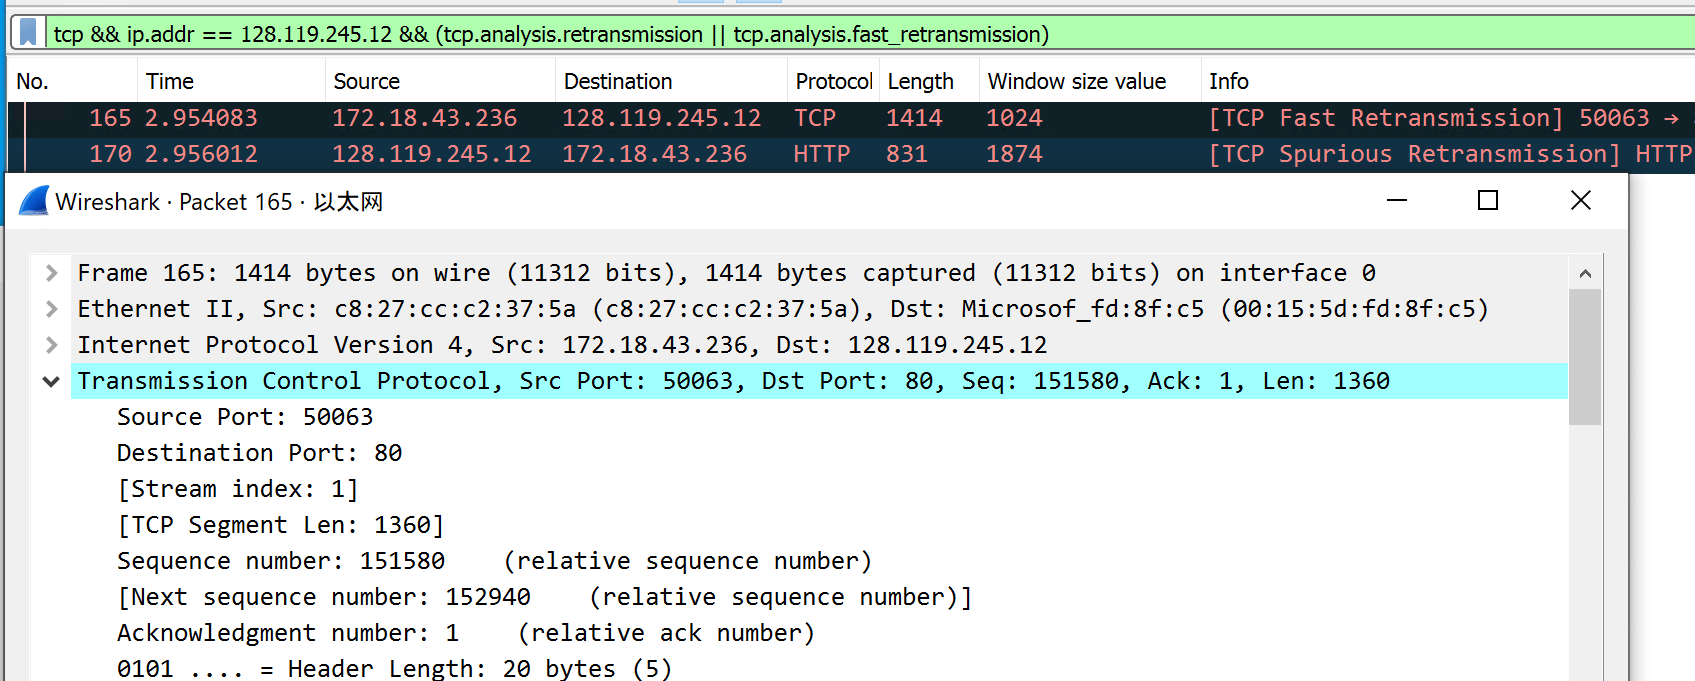 tcp && ip.addr == 128.119.245.12 && (tcp.analysis.retransmission || tcp.analysis.fast_retransmission)
No. Time Source Destination Protocol Length Window size value Info
165 2.954083 172.18.43.236 128.119.245.12 TCP 1414 1024 [TCP Fast Retransmission] 50063 →
170 2.956012 128.119.245.12 172.18.43.236 HTTP 831 1874 [TCP Spurious Retransmission] HTTP
Wireshark · Packet 165 · 以太网
Frame 165: 1414 bytes on wire (11312 bits), 1414 bytes captured (11312 bits) on interface 0
Ethernet II, Src: c8:27:cc:c2:37:5a (c8:27:cc:c2:37:5a), Dst: Microsof_fd:8f:c5 (00:15:5d:fd:8f:c5)
Internet Protocol Version 4, Src: 172.18.43.236, Dst: 128.119.245.12
Transmission Control Protocol, Src Port: 50063, Dst Port: 80, Seq: 151580, Ack: 1, Len: 1360
Source Port: 50063
Destination Port: 80
[Stream index: 1]
[TCP Segment Len: 1360]
Sequence number: 151580    (relative sequence number)
[Next sequence number: 152940    (relative sequence number)]
Acknowledgment number: 1    (relative ack number)
0101 .... = Header Length: 20 bytes (5)